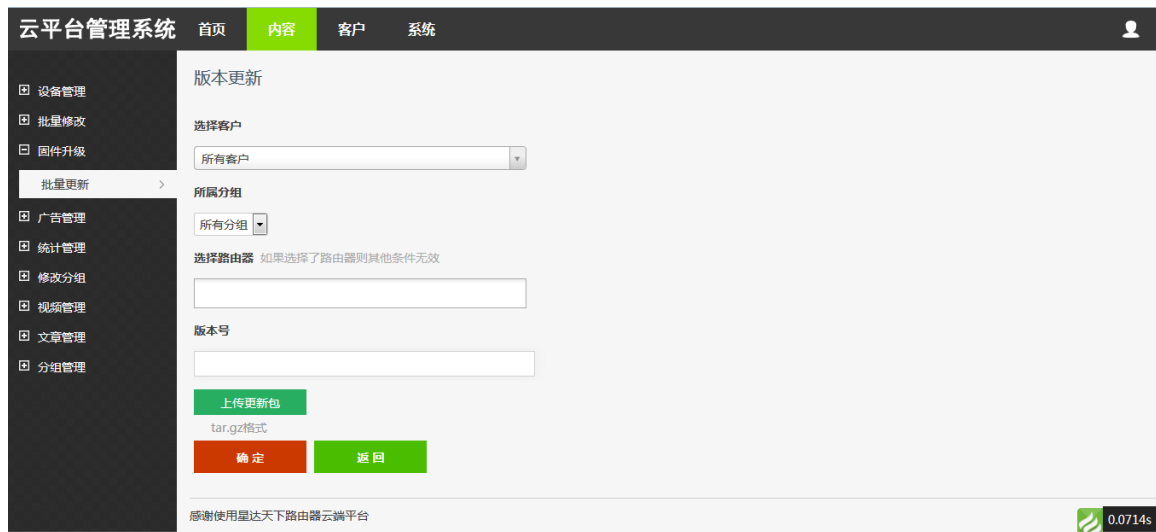 云平台管理系统 首页 内容 客户 系统
设备管理
批量修改
固件升级
批量更新
广告管理
统计管理
修改分组
视频管理
文章管理
分组管理
版本更新
选择客户
所有客户
所属分组
所有分组
选择路由器 如果选择了路由器则其他条件无效
版本号
上传更新包
tar.gz格式
确 定 返 回
感谢使用星达天下路由器云端平台
0.0714s